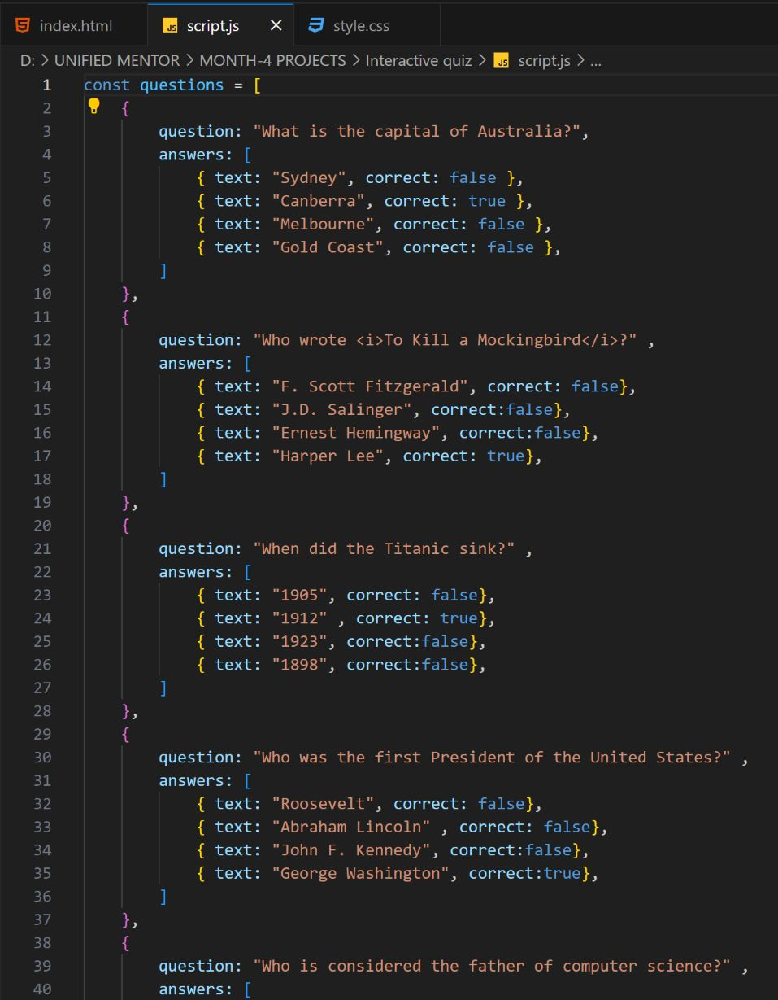 index.html script.js × style.css
D: > UNIFIED MENTOR > MONTH-4 PROJECTS > Interactive quiz > JS script.js > ...
1 const questions = [
2 {
3 question: "What is the capital of Australia?",
4 answers: [
5 { text: "Sydney", correct: false },
6 { text: "Canberra", correct: true },
7 { text: "Melbourne", correct: false },
8 { text: "Gold Coast", correct: false },
9 ]
10 },
11 {
12 question: "Who wrote <i>To Kill a Mockingbird</i>?" ,
13 answers: [
14 { text: "F. Scott Fitzgerald", correct: false},
15 { text: "J.D. Salinger", correct:false},
16 { text: "Ernest Hemingway", correct:false},
17 { text: "Harper Lee", correct: true},
18 ]
19 },
20 {
21 question: "When did the Titanic sink?" ,
22 answers: [
23 { text: "1905", correct: false},
24 { text: "1912" , correct: true},
25 { text: "1923", correct:false},
26 { text: "1898", correct:false},
27 ]
28 },
29 {
30 question: "Who was the first President of the United States?" ,
31 answers: [
32 { text: "Roosevelt", correct: false},
33 { text: "Abraham Lincoln" , correct: false},
34 { text: "John F. Kennedy", correct:false},
35 { text: "George Washington", correct:true},
36 ]
37 },
38 {
39 question: "Who is considered the father of computer science?" ,
40 answers: [